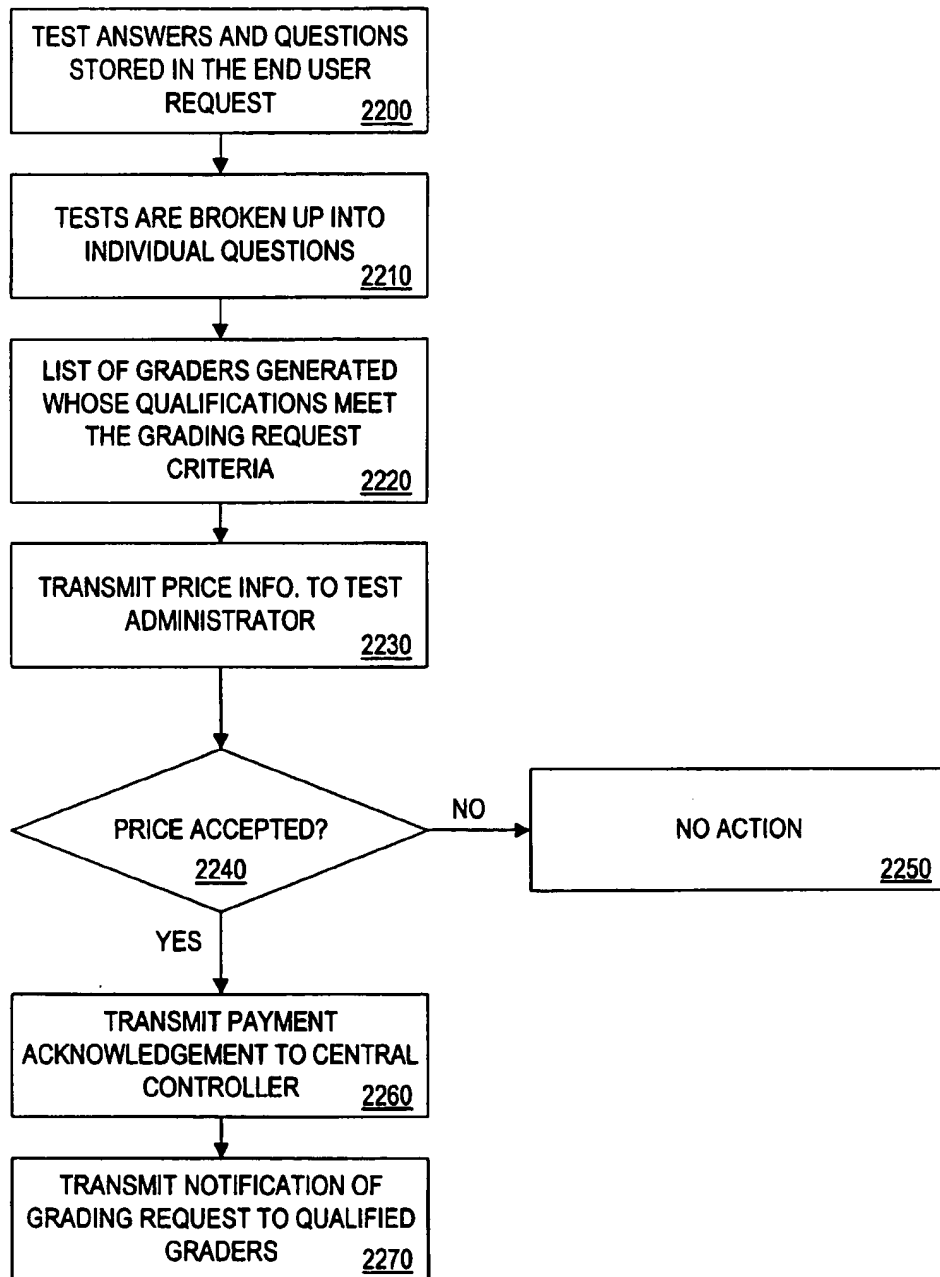 TEST ANSWERS AND QUESTIONS
STORED IN THE END USER
REQUEST
2200
TESTS ARE BROKEN UP INTO
INDIVIDUAL QUESTIONS
2210
LIST OF GRADERS GENERATED
WHOSE QUALIFICATIONS MEET
THE GRADING REQUEST
CRITERIA
2220
TRANSMIT PRICE INFO. TO TEST
ADMINISTRATOR
2230
PRICE ACCEPTED?
2240
NO
NO ACTION
2250
YES
TRANSMIT PAYMENT
ACKNOWLEDGEMENT TO CENTRAL
CONTROLLER
2260
TRANSMIT NOTIFICATION OF
GRADING REQUEST TO QUALIFIED
GRADERS
2270